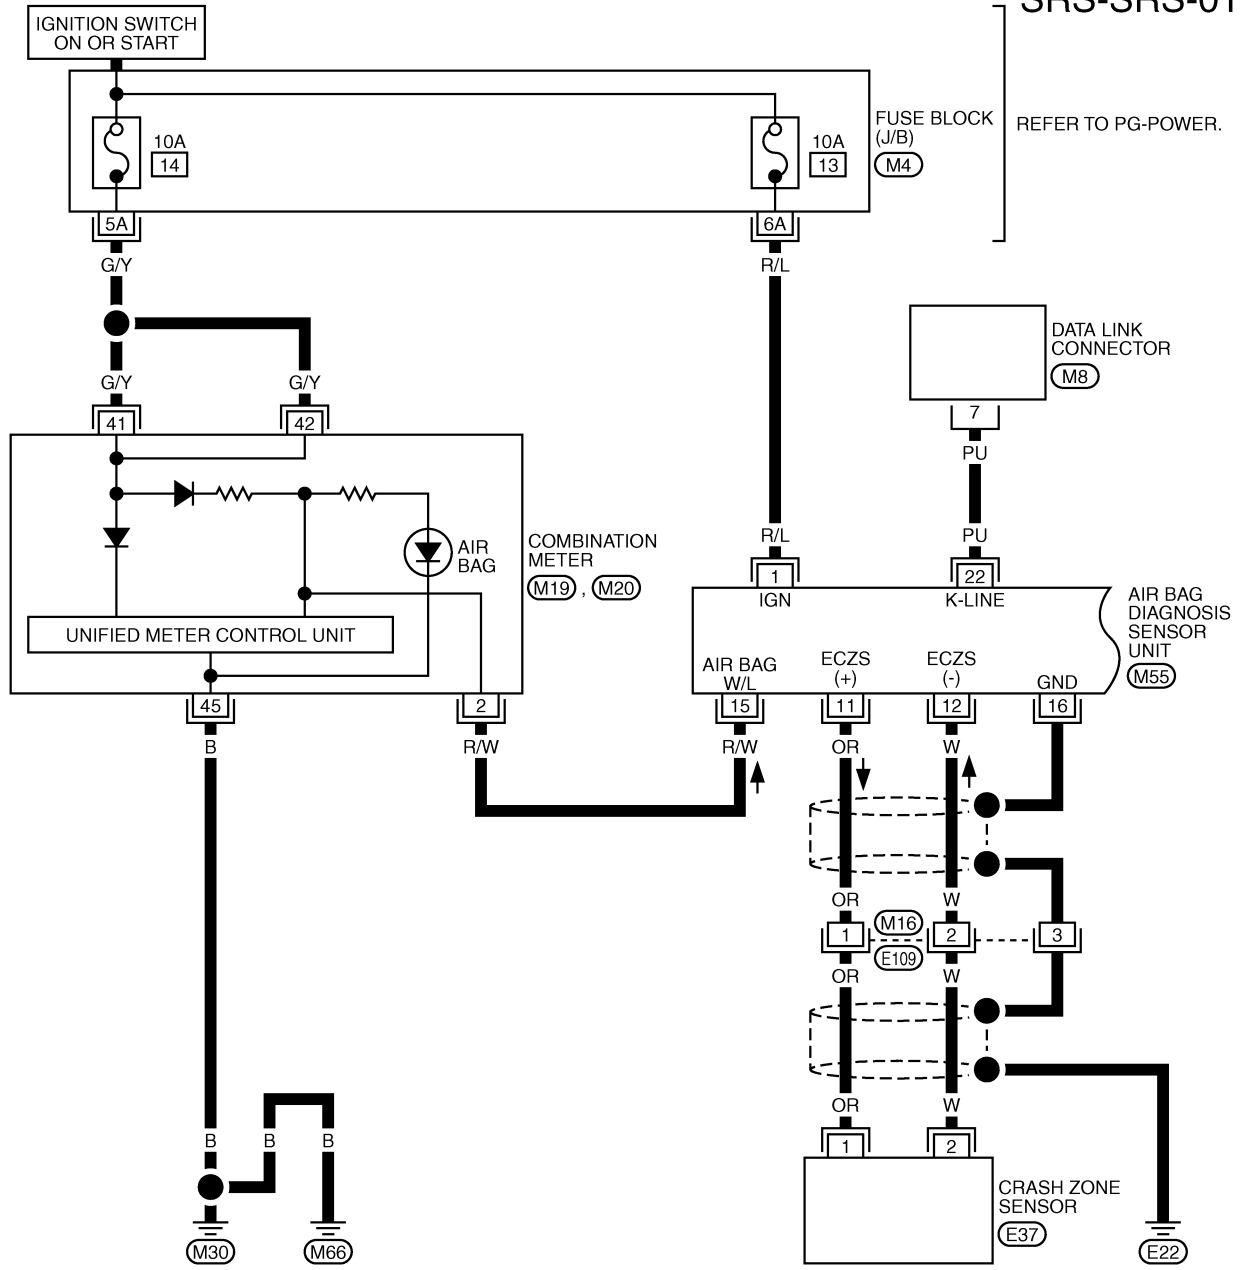 SRS-SRS-01
IGNITION SWITCH
ON OR START
10A
14
10A
13
FUSE BLOCK
(J/B)
M4
REFER TO PG-POWER.
5A
6A
G/Y
R/L
DATA LINK
CONNECTOR
M8
G/Y
G/Y
41
42
7
PU
R/L
PU
AIR
BAG
COMBINATION
METER
M19 , M20
1
22
IGN
K-LINE
UNIFIED METER CONTROL UNIT
AIR BAG
DIAGNOSIS
SENSOR
UNIT
M55
AIR BAG
W/L
ECZS
(+)
ECZS
(-)
GND
45
2
15
11
12
16
B
R/W
R/W
OR
W
OR
W
M16
1
2
3
E109
OR
W
OR
W
B
B
B
1
2
CRASH ZONE
SENSOR
E37
M30
M66
E22